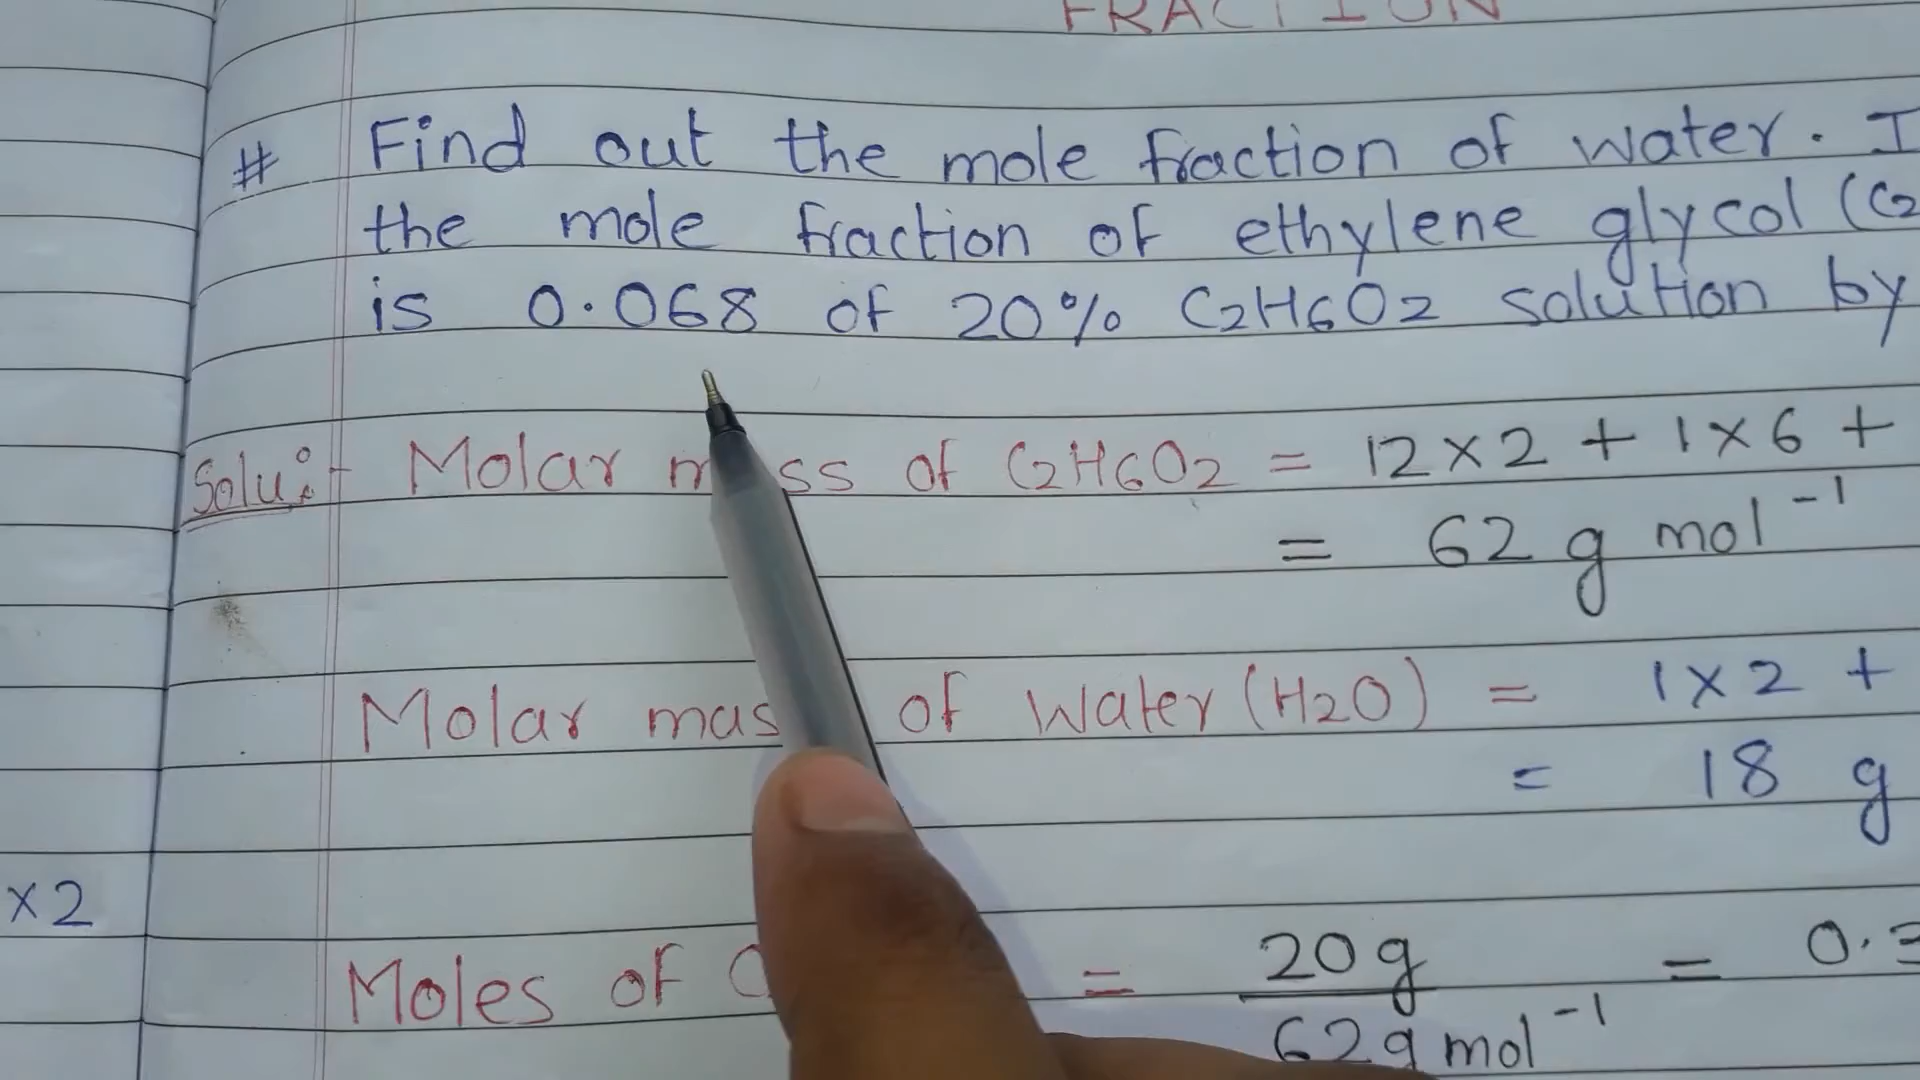 FRACTION
# Find out the mole fraction of water. I
the mole fraction of ethylene glycol (C2
is 0.068 of 20% C2H6O2 solution by
Solu:- Molar mass of C2H6O2 = 12 x 2 + 1 x 6 +
= 62 g mol⁻¹
Molar mass of Water (H2O) = 1 x 2 +
= 18 g
x 2
Moles of = 20g / 62g mol⁻¹ = 0.3